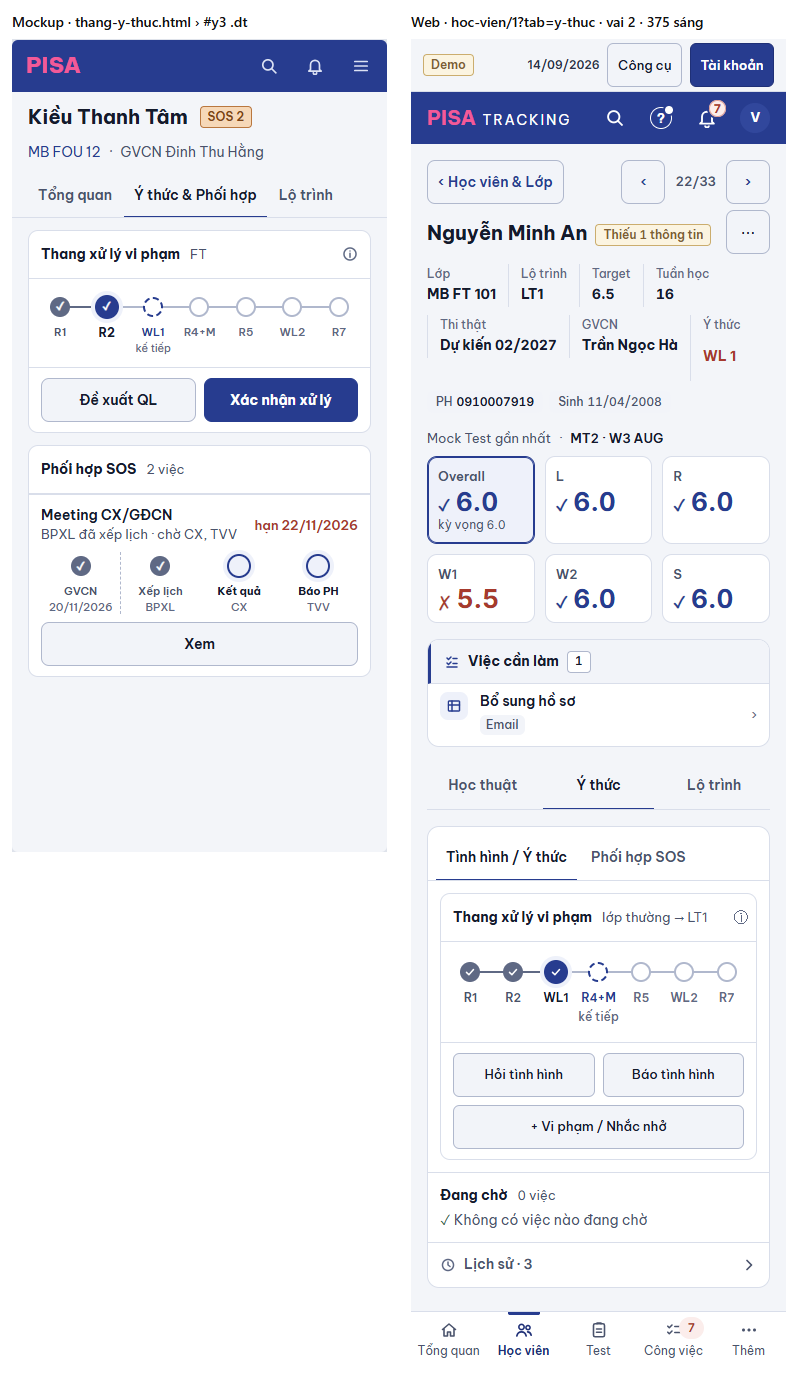 Mockup · thang-y-thuc.html › #y3 .dt
PISA
Kiều Thanh Tâm SOS 2
MB FOU 12 · GVCN Đinh Thu Hằng
Tổng quan Ý thức & Phối hợp Lộ trình
Thang xử lý vi phạm FT
R1 R2 WL1 R4+M R5 WL2 R7
kế tiếp
Đề xuất QL Xác nhận xử lý
Phối hợp SOS 2 việc
Meeting CX/GĐCN
BPXL đã xếp lịch · chờ CX, TVV
hạn 22/11/2026
GVCN Xếp lịch Kết quả Báo PH
20/11/2026 BPXL CX TVV
Xem
Web · hoc-vien/1?tab=y-thuc · vai 2 · 375 sáng
Demo 14/09/2026 Công cụ Tài khoản
PISA TRACKING ? 7 V
‹ Học viên & Lớp ‹ 22/33 ›
Nguyễn Minh An Thiếu 1 thông tin ...
Lớp Lộ trình Target Tuần học
MB FT 101 LT1 6.5 16
Thi thật GVCN Ý thức
Dự kiến 02/2027 Trần Ngọc Hà WL 1
PH 0910007919 Sinh 11/04/2008
Mock Test gần nhất · MT2 · W3 AUG
Overall L R
✓ 6.0 ✓ 6.0 ✓ 6.0
kỳ vọng 6.0
W1 W2 S
✗ 5.5 ✓ 6.0 ✓ 6.0
Việc cần làm 1
Bổ sung hồ sơ
Email
›
Học thuật Ý thức Lộ trình
Tình hình / Ý thức Phối hợp SOS
Thang xử lý vi phạm lớp thường → LT1
R1 R2 WL1 R4+M R5 WL2 R7
kế tiếp
Hỏi tình hình Báo tình hình
+ Vi phạm / Nhắc nhở
Đang chờ 0 việc
✓ Không có việc nào đang chờ
Lịch sử · 3
7
Tổng quan Học viên Test Công việc Thêm